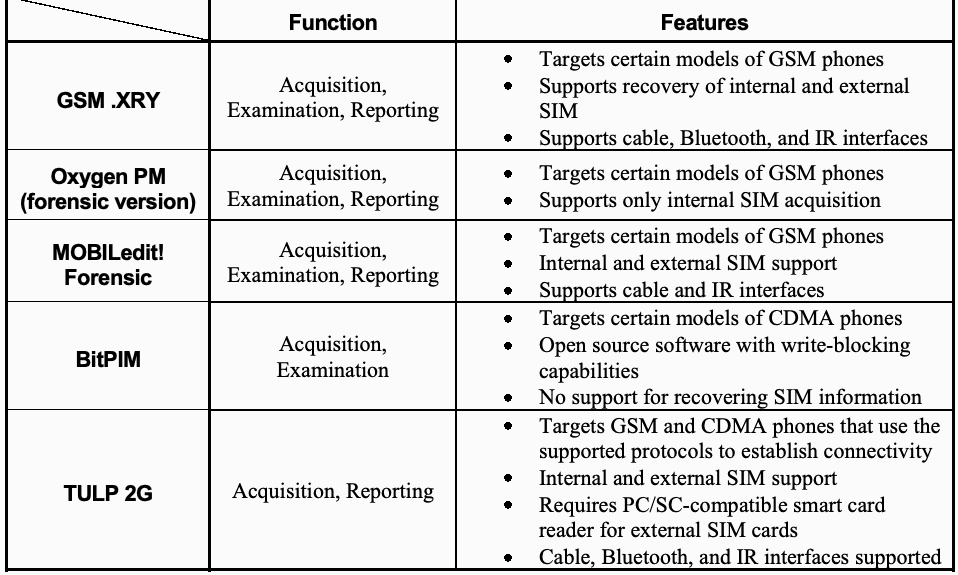 Function
Features
GSM .XRY
Acquisition,
Examination, Reporting
• Targets certain models of GSM phones
• Supports recovery of internal and external
SIM
• Supports cable, Bluetooth, and IR interfaces
Oxygen PM
(forensic version)
Acquisition,
Examination, Reporting
• Targets certain models of GSM phones
• Supports only internal SIM acquisition
MOBILedit!
Forensic
Acquisition,
Examination, Reporting
• Targets certain models of GSM phones
• Internal and external SIM support
• Supports cable and IR interfaces
BitPIM
Acquisition,
Examination
• Targets certain models of CDMA phones
• Open source software with write-blocking
capabilities
• No support for recovering SIM information
TULP 2G
Acquisition, Reporting
• Targets GSM and CDMA phones that use the
supported protocols to establish connectivity
• Internal and external SIM support
• Requires PC/SC-compatible smart card
reader for external SIM cards
• Cable, Bluetooth, and IR interfaces supported